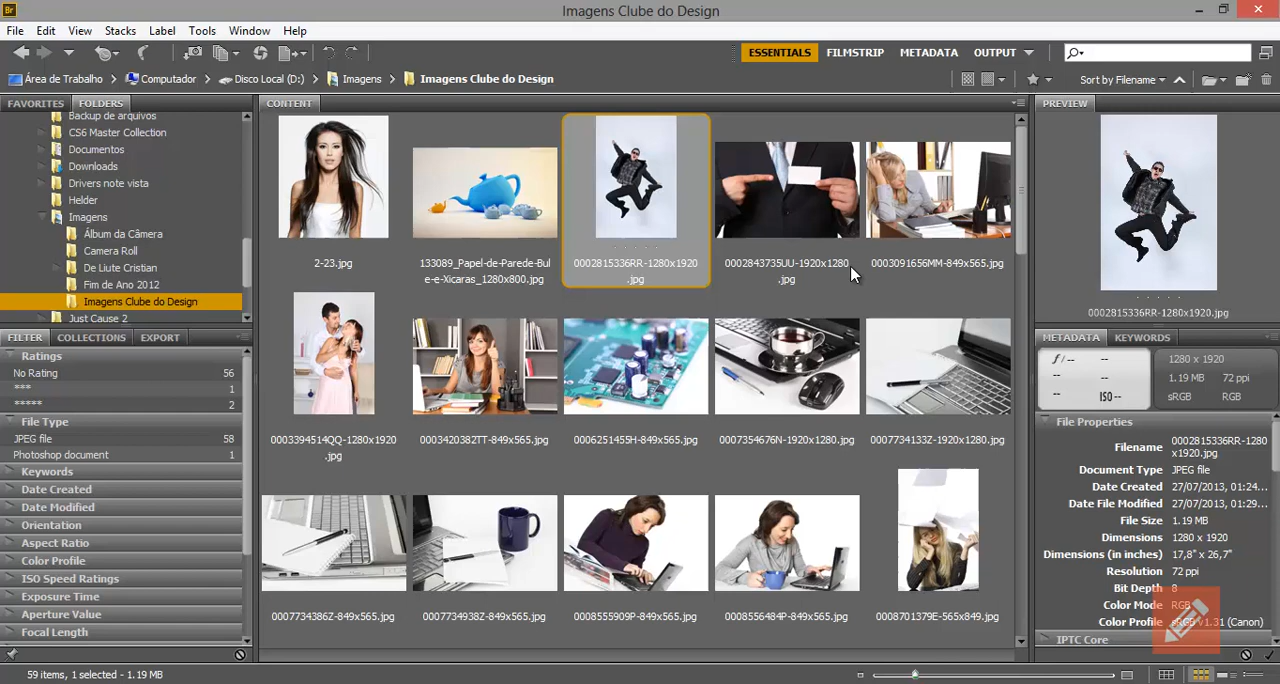 Br
Imagens Clube do Design
File Edit View Stacks Label Tools Window Help
ESSENTIALS FILMSTRIP METADATA OUTPUT
Área de Trabalho Computador Disco Local (D:) Imagens Imagens Clube do Design
Sort by Filename
FAVORITES FOLDERS
Backup de arquivos
CS6 Master Collection
Documentos
Downloads
Drivers note vista
Helder
Imagens
Álbum da Câmera
Camera Roll
De Liute Cristian
Fim de Ano 2012
Imagens Clube do Design
Just Cause 2
FILTER COLLECTIONS EXPORT
Ratings
No Rating 56
*** 1
***** 2
File Type
JPEG file 58
Photoshop document 1
Keywords
Date Created
Date Modified
Orientation
Aspect Ratio
Color Profile
ISO Speed Ratings
Exposure Time
Aperture Value
Focal Length
CONTENT
2-23.jpg
133089_Papel-de-Parede-Bul
e-e-Xicaras_1280x800.jpg
0002815336RR-1280x1920
.jpg
0002843735UU-1920x1280
.jpg
0003091656MM-849x565.jpg
0003394514QQ-1280x1920
.jpg
0003420382TT-849x565.jpg
0006251455H-849x565.jpg
0007354676N-1920x1280.jpg
0007734133Z-1920x1280.jpg
0007734386Z-849x565.jpg
0007734938Z-849x565.jpg
0008555909P-849x565.jpg
0008556484P-849x565.jpg
0008701379E-565x849.jpg
PREVIEW
0002815336RR-1280x1920.jpg
METADATA KEYWORDS
ƒ/-- --
-- --
-- ISO--
1280 x 1920
1.19 MB 72 ppi
sRGB RGB
File Properties
Filename 0002815336RR-1280
x1920.jpg
Document Type JPEG file
Date Created 27/07/2013, 01:24...
Date File Modified 27/07/2013, 01:29...
File Size 1.19 MB
Dimensions 1280 x 1920
Dimensions (in inches) 17,8" x 26,7"
Resolution 72 ppi
Bit Depth 8
Color Mode RGB
Color Profile sRGB v1.31 (Canon)
IPTC Core
59 items, 1 selected - 1.19 MB